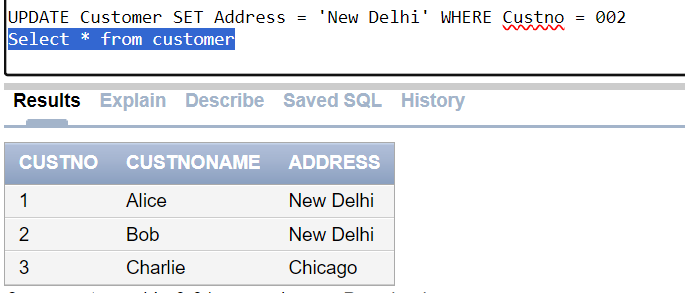 UPDATE Customer SET Address = 'New Delhi' WHERE Custno = 002
Select * from customer
Results Explain Describe Saved SQL History
CUSTNO CUSTNONAME ADDRESS
1 Alice New Delhi
2 Bob New Delhi
3 Charlie Chicago